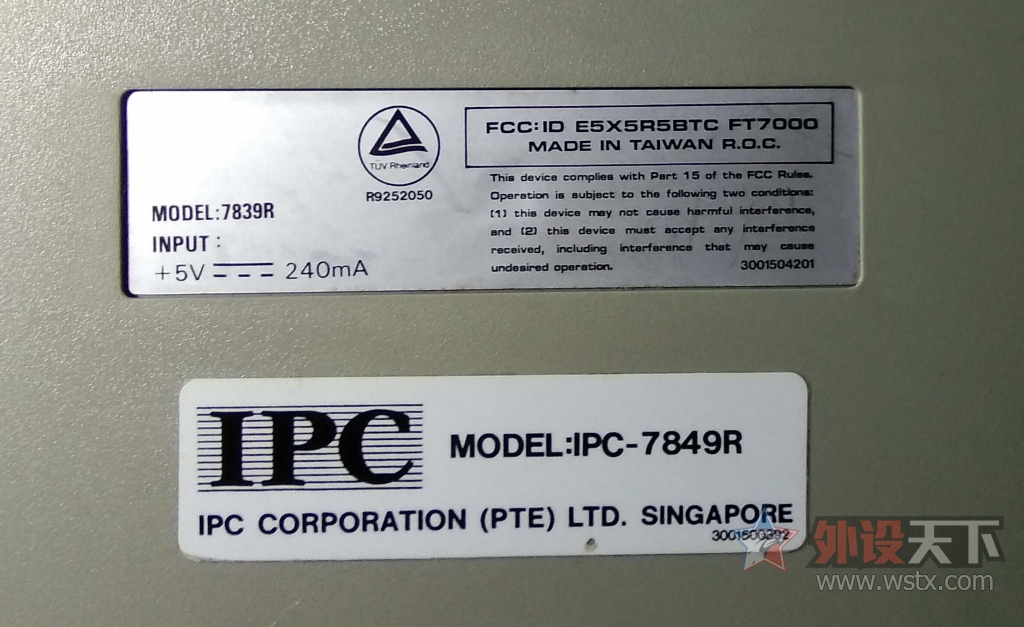 TÜV Rheinland
R9252050
MODEL:7839R
INPUT :
+5V 240mA
FCC:ID E5X5R5BTC FT7000
MADE IN TAIWAN R.O.C.
This device complies with Part 15 of the FCC Rules.
Operation is subject to the following two conditions:
(1) this device may not cause harmful interference,
and (2) this device must accept any interference
received, including interference that may cause
undesired operation. 3001504201
IPC MODEL:IPC-7849R
IPC CORPORATION (PTE) LTD. SINGAPORE
3001500392
外设天下
www.wstx.com